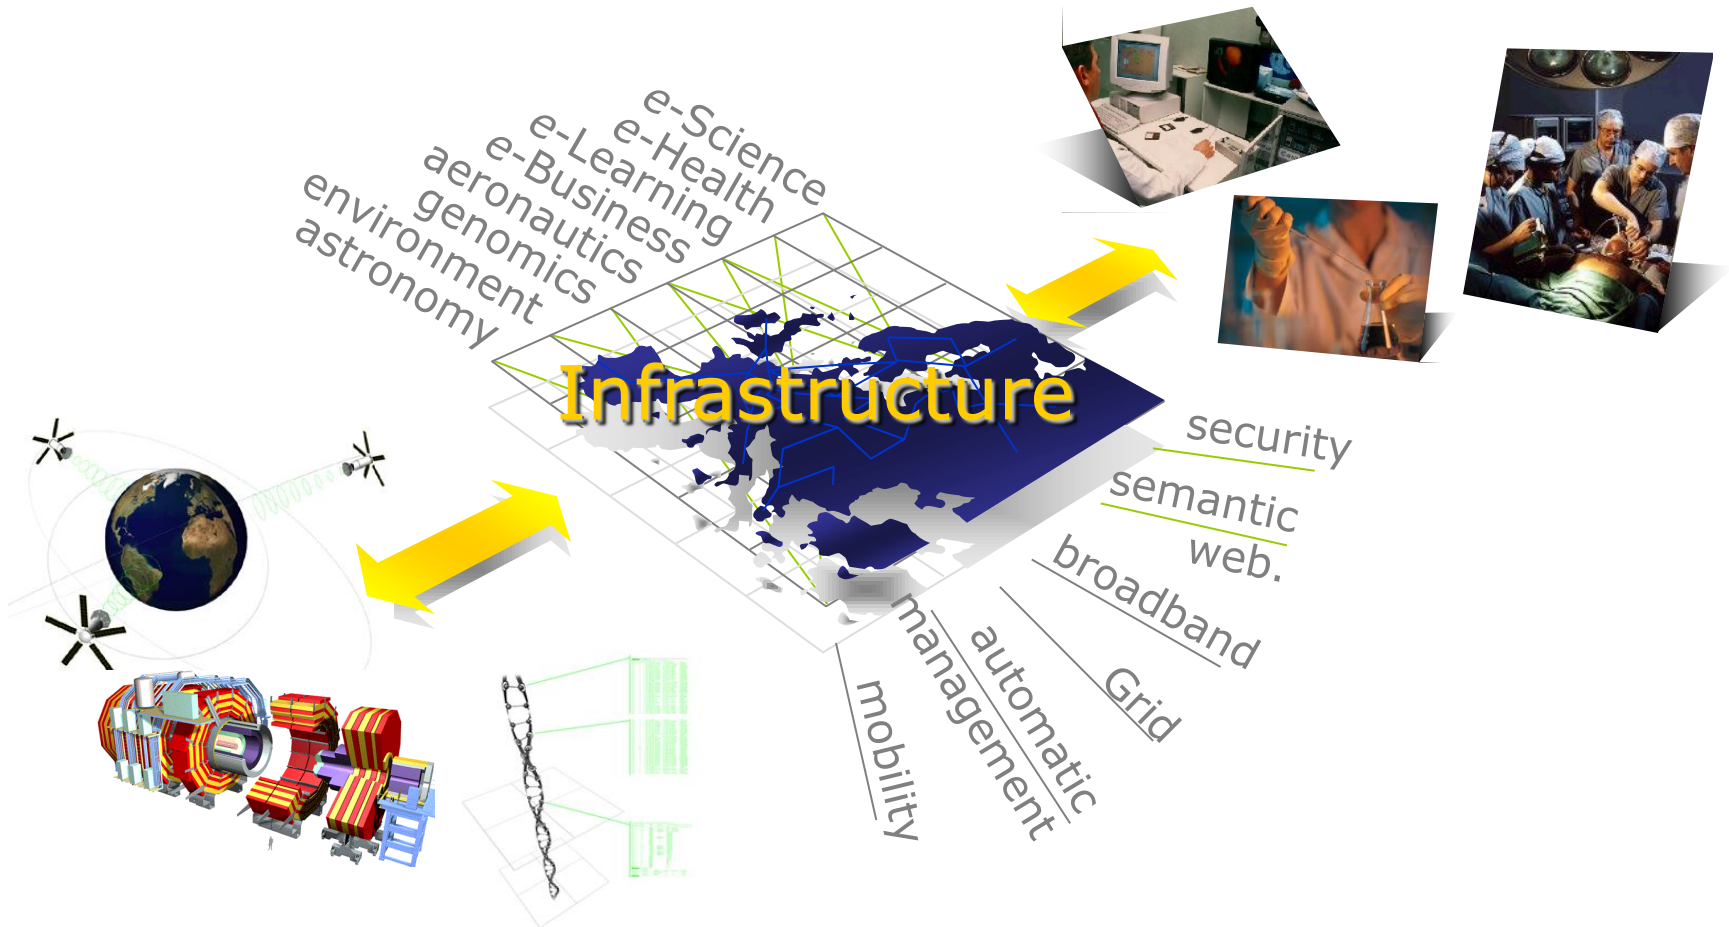 e-Science
e-Health
e-Learning
e-Business
aeronautics
genomics
environment
astronomy
Infrastructure
security
semantic
web.
broadband
Grid
automatic
management
mobility